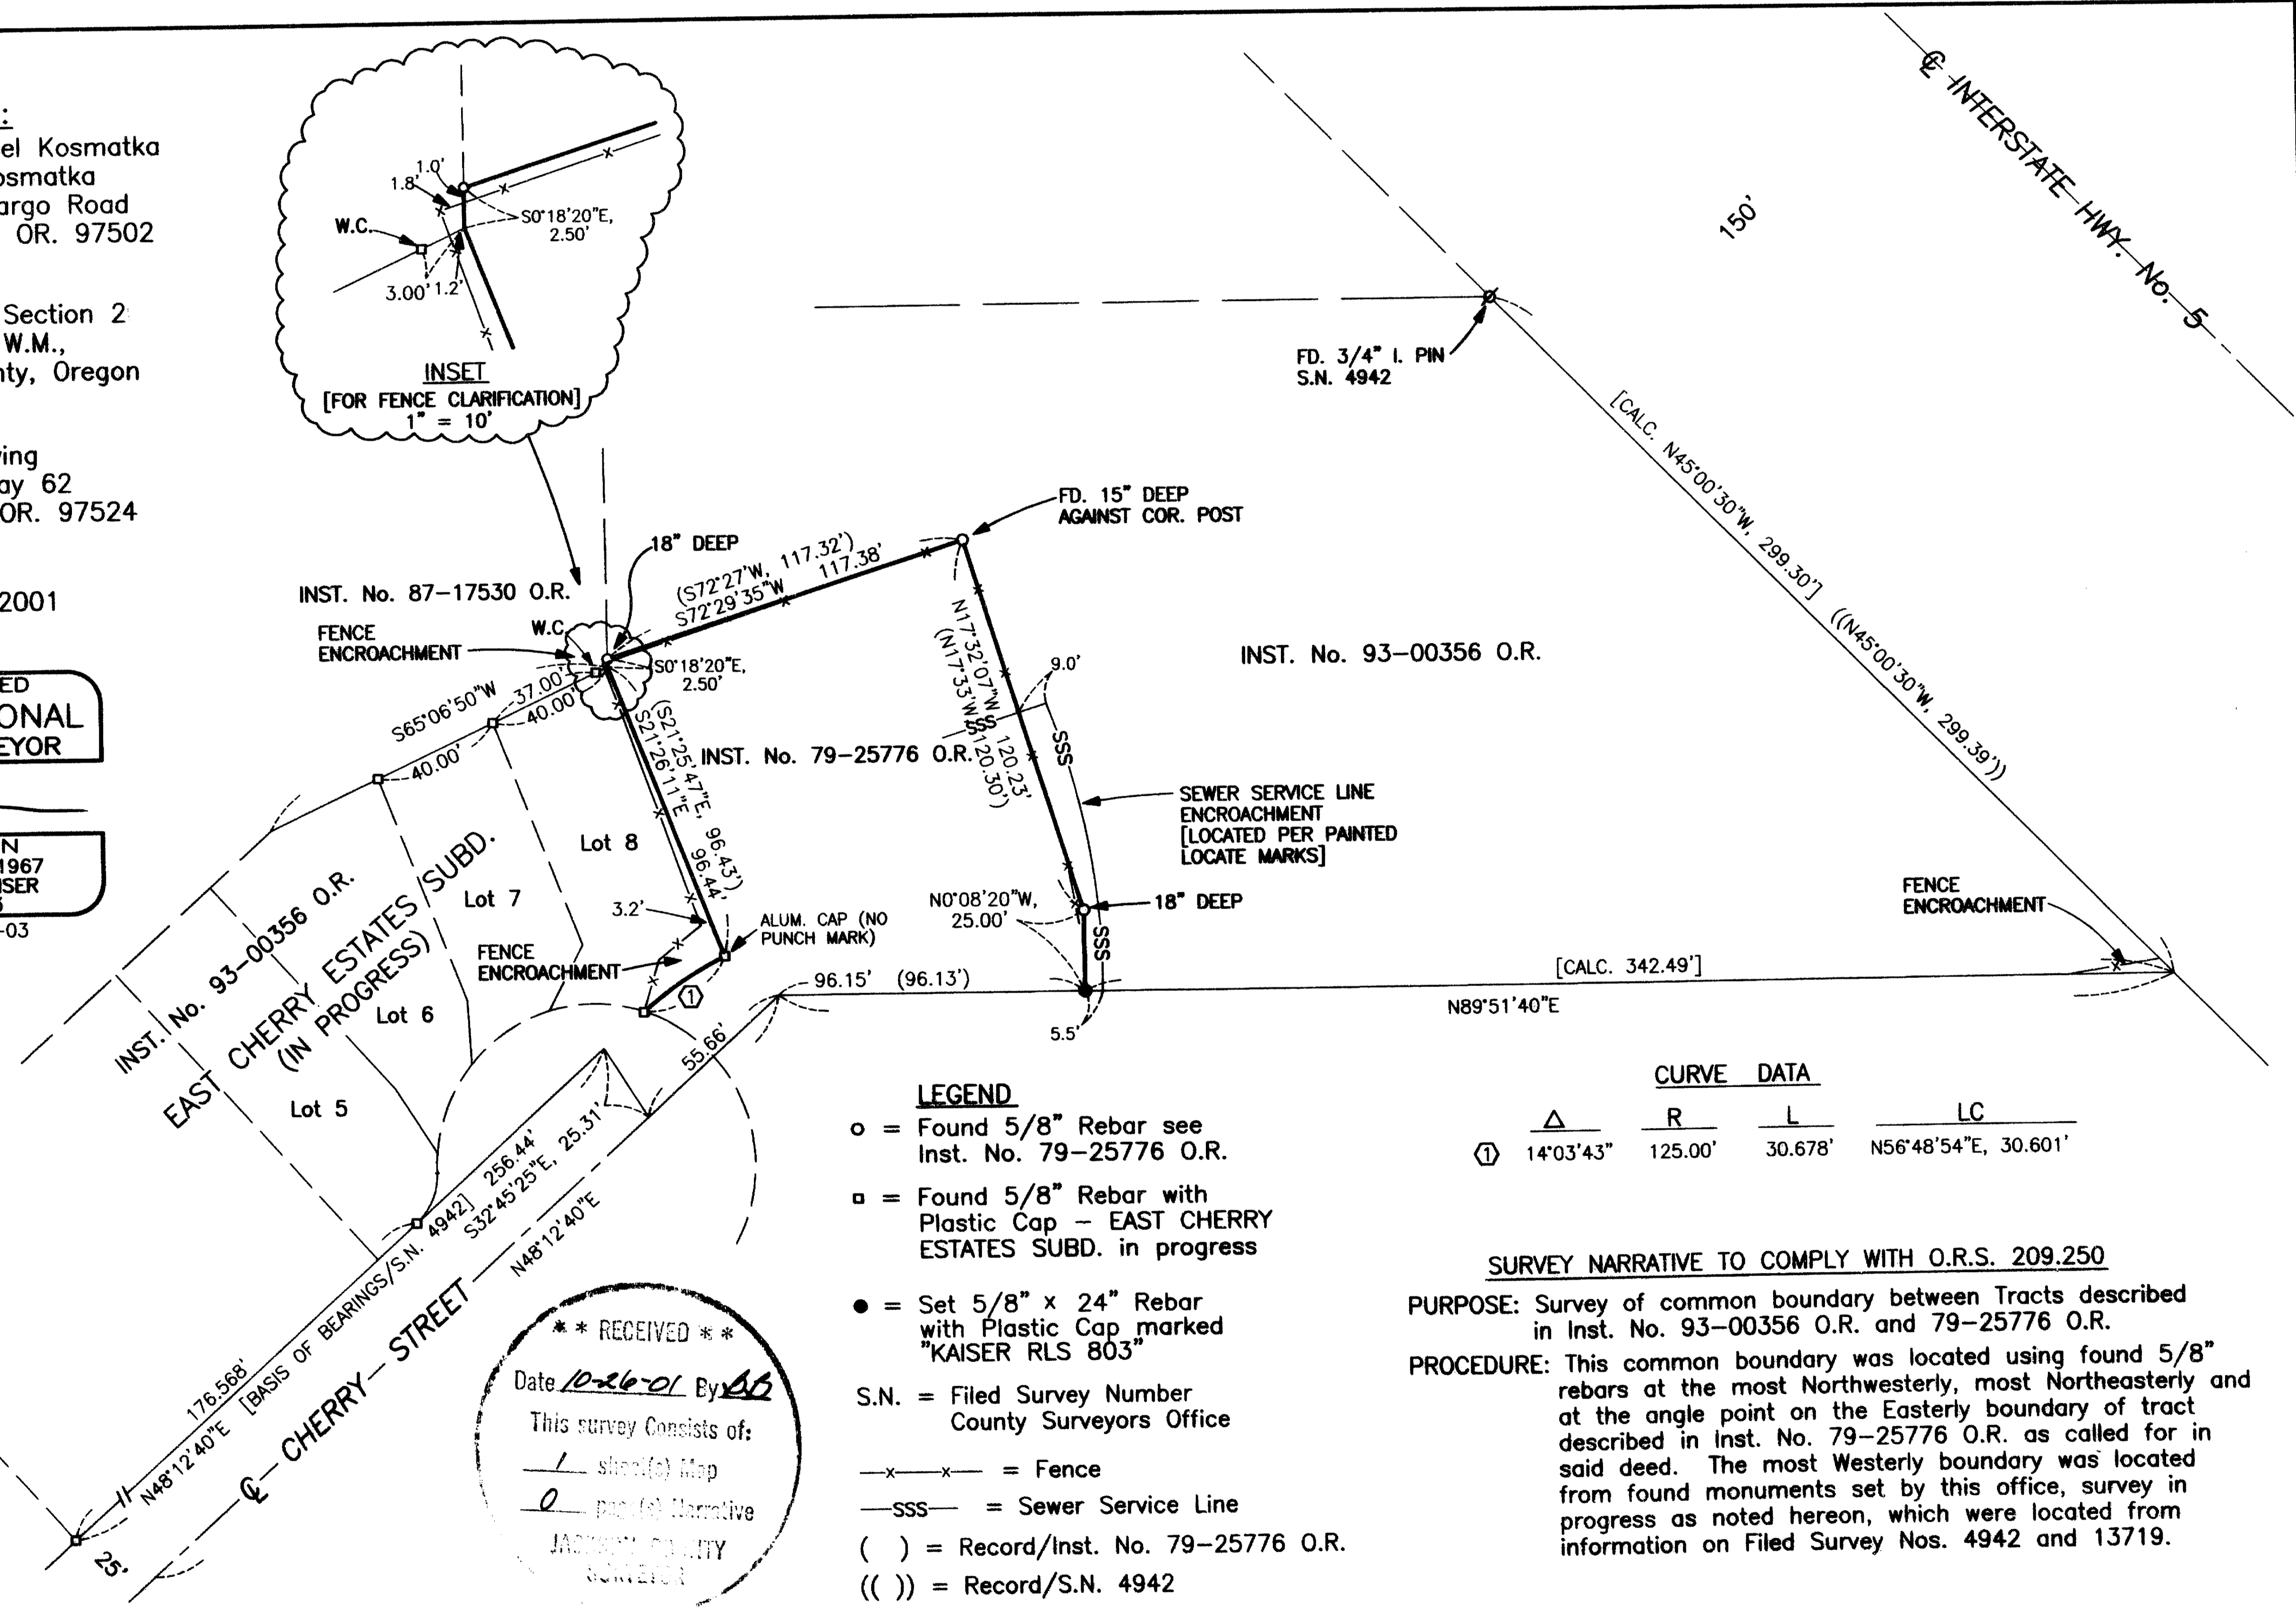 :
el Kosmatka
osmatka
argo Road
OR. 97502
Section 2
W.M.,
nty, Oregon
ving
ay 62
OR. 97524
2001
ED
ONAL
EYOR
N
1967
ISER
-03
1.0'
1.8'
W.C.
S0°18'20"E,
2.50'
3.00' 1.2'
INSET
[FOR FENCE CLARIFICATION]
1" = 10'
℄ INTERSTATE HWY. No. 5
150'
FD. 3/4" I. PIN
S.N. 4942
[CALC. N45°00'30"W, 299.30'] ((N45°00'30"W, 299.39'))
FD. 15" DEEP
AGAINST COR. POST
18" DEEP
(S72°27'W, 117.32')
S72°29'35"W 117.38'
INST. No. 87-17530 O.R.
FENCE
ENCROACHMENT
W.C.
S0°18'20"E,
2.50'
37.00'
40.00'
S65°06'50"W
40.00'
N17°32'07"W 120.23'
(N17°33'W, 120.30')
9.0'
SS
SSS
INST. No. 93-00356 O.R.
INST. No. 79-25776 O.R.
(S21°25'47"E, 96.43')
S21°26'11"E 96.44'
SEWER SERVICE LINE
ENCROACHMENT
[LOCATED PER PAINTED
LOCATE MARKS]
Lot 8
Lot 7
Lot 6
Lot 5
INST. No. 93-00356 O.R.
EAST CHERRY ESTATES SUBD.
(IN PROGRESS)
3.2'
ALUM. CAP (NO
PUNCH MARK)
FENCE
ENCROACHMENT
1
N0°08'20"W,
25.00'
18" DEEP
SSS
FENCE
ENCROACHMENT
96.15' (96.13')
[CALC. 342.49']
N89°51'40"E
5.5'
55.66'
256.44'
S32°45'25"E, 25.31'
176.568'
N48°12'40"E [BASIS OF BEARINGS/S.N. 4942]
℄ CHERRY STREET
N48°12'40"E
25'
CURVE DATA
△ R L LC
1 14°03'43" 125.00' 30.678' N56°48'54"E, 30.601'
LEGEND
o = Found 5/8" Rebar see
Inst. No. 79-25776 O.R.
□ = Found 5/8" Rebar with
Plastic Cap – EAST CHERRY
ESTATES SUBD. in progress
● = Set 5/8" x 24" Rebar
with Plastic Cap marked
"KAISER RLS 803"
S.N. = Filed Survey Number
County Surveyors Office
—x—x— = Fence
—SSS— = Sewer Service Line
( ) = Record/Inst. No. 79-25776 O.R.
(( )) = Record/S.N. 4942
* * RECEIVED * *
Date 10-26-01 By
This survey Consists of:
1 sheet(s) Map
0 page(s) Narrative
JACKSON COUNTY
SURVEYOR
SURVEY NARRATIVE TO COMPLY WITH O.R.S. 209.250
PURPOSE: Survey of common boundary between Tracts described
in Inst. No. 93-00356 O.R. and 79-25776 O.R.
PROCEDURE: This common boundary was located using found 5/8"
rebars at the most Northwesterly, most Northeasterly and
at the angle point on the Easterly boundary of tract
described in Inst. No. 79-25776 O.R. as called for in
said deed. The most Westerly boundary was located
from found monuments set by this office, survey in
progress as noted hereon, which were located from
information on Filed Survey Nos. 4942 and 13719.